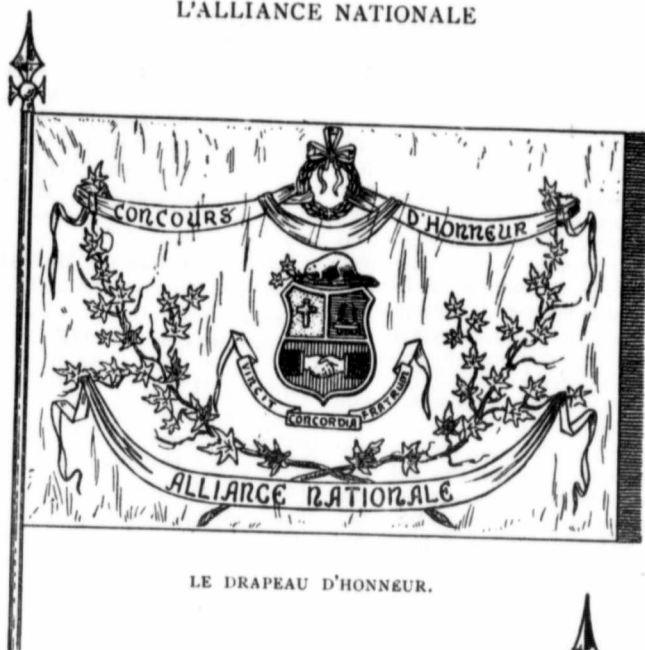 L'ALLIANCE NATIONALE
CONCOURS D'HONNEUR
VINCIT CONCORDIA FRATRUM
ALLIANCE NATIONALE
LE DRAPEAU D'HONNEUR.